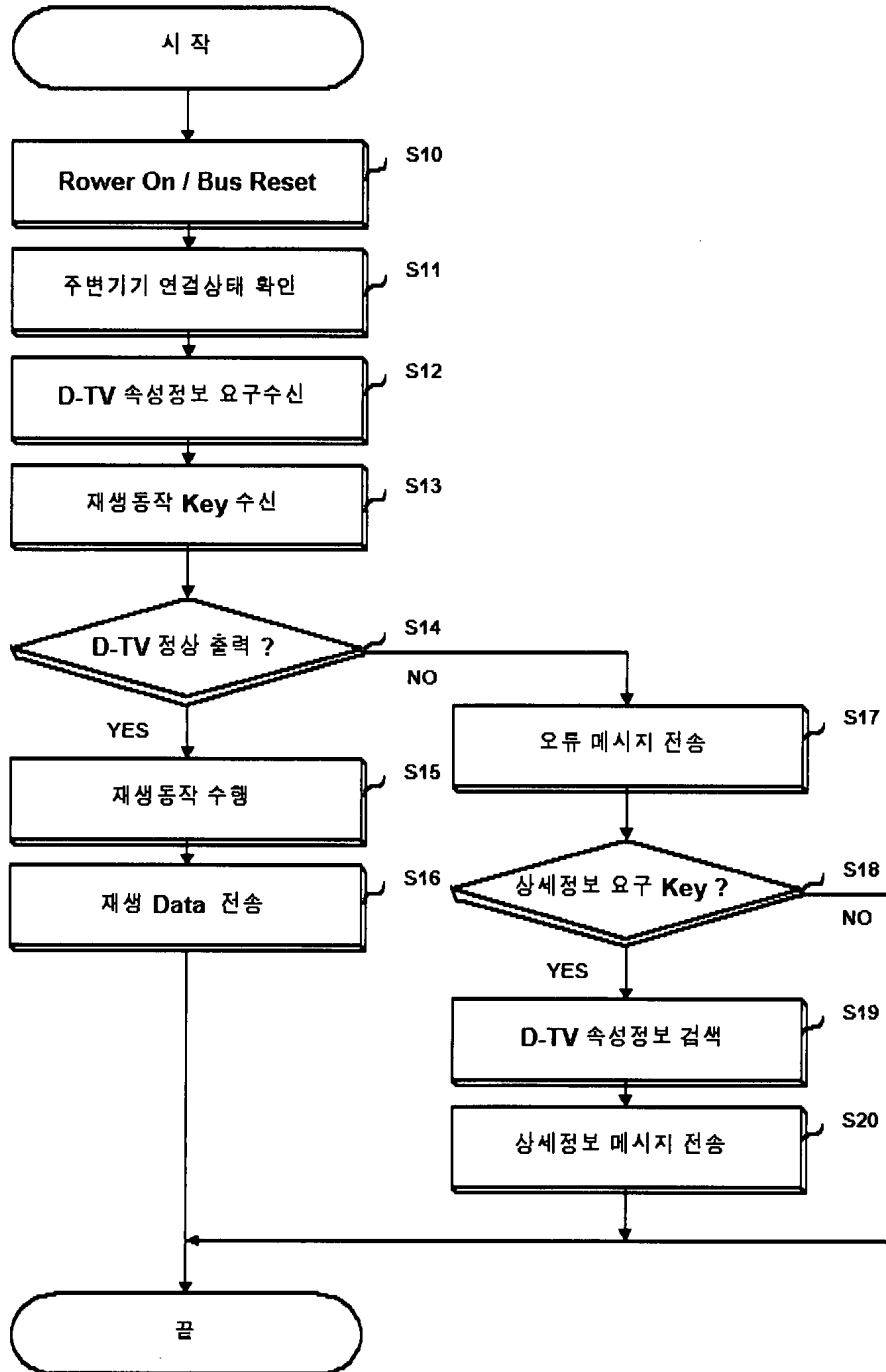 시 작
Rower On / Bus Reset
S10
주변기기 연결상태 확인
S11
D-TV 속성정보 요구수신
S12
재생동작 Key 수신
S13
D-TV 정상 출력 ?
S14
NO
YES
재생동작 수행
S15
재생 Data 전송
S16
오류 메시지 전송
S17
상세정보 요구 Key ?
S18
NO
YES
D-TV 속성정보 검색
S19
상세정보 메시지 전송
S20
끝